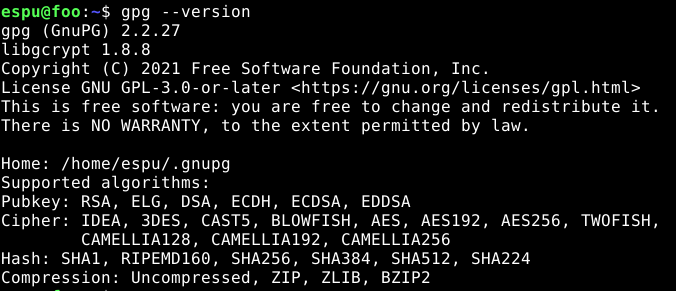 espu@foo:~$ gpg --version
gpg (GnuPG) 2.2.27
libgcrypt 1.8.8
Copyright (C) 2021 Free Software Foundation, Inc.
License GNU GPL-3.0-or-later <https://gnu.org/licenses/gpl.html>
This is free software: you are free to change and redistribute it.
There is NO WARRANTY, to the extent permitted by law.

Home: /home/espu/.gnupg
Supported algorithms:
Pubkey: RSA, ELG, DSA, ECDH, ECDSA, EDDSA
Cipher: IDEA, 3DES, CAST5, BLOWFISH, AES, AES192, AES256, TWOFISH,
        CAMELLIA128, CAMELLIA192, CAMELLIA256
Hash: SHA1, RIPEMD160, SHA256, SHA384, SHA512, SHA224
Compression: Uncompressed, ZIP, ZLIB, BZIP2